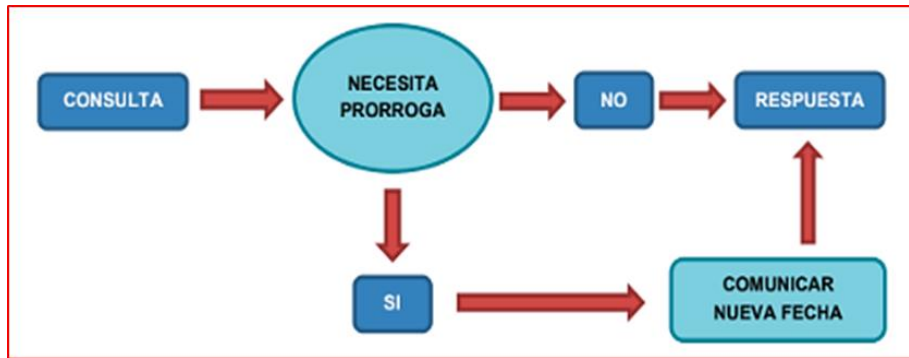 CONSULTA
NECESITA
PRORROGA
NO
RESPUESTA
SI
COMUNICAR
NUEVA FECHA